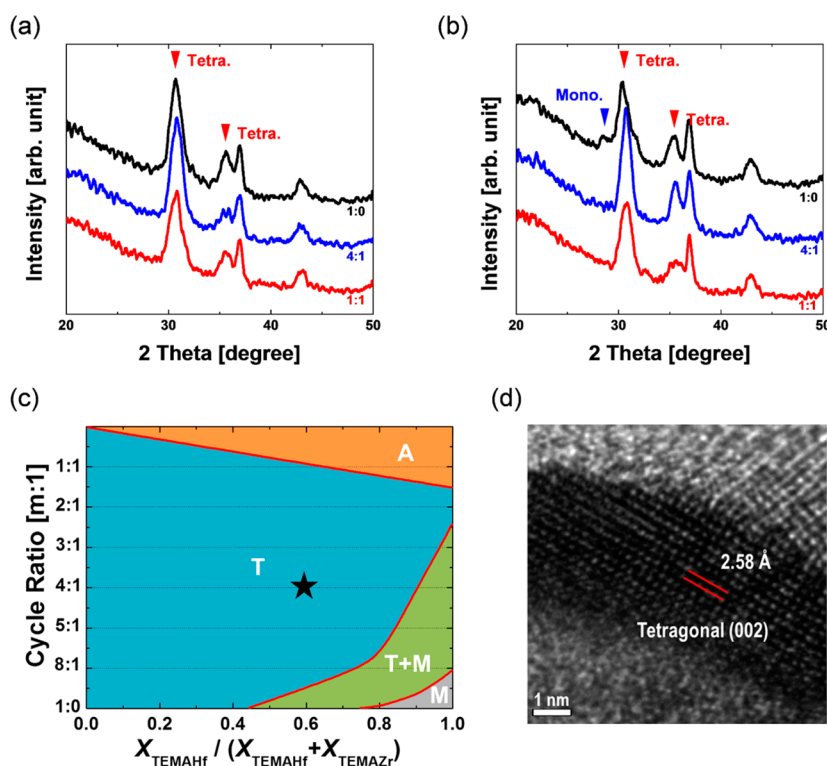 (a)
Tetra.
Tetra.
1:0
4:1
1:1
Intensity [arb. unit]
20 30 40 50
2 Theta [degree]
(b)
Tetra.
Mono.
Tetra.
1:0
4:1
1:1
Intensity [arb. unit]
20 30 40 50
2 Theta [degree]
(c)
Cycle Ratio [m:1]
1:1
2:1
3:1
4:1
5:1
8:1
1:0
A
T
T+M
M
0.0 0.2 0.4 0.6 0.8 1.0
X_TEMAHf / (X_TEMAHf+X_TEMAZr)
(d)
2.58 Å
Tetragonal (002)
1 nm